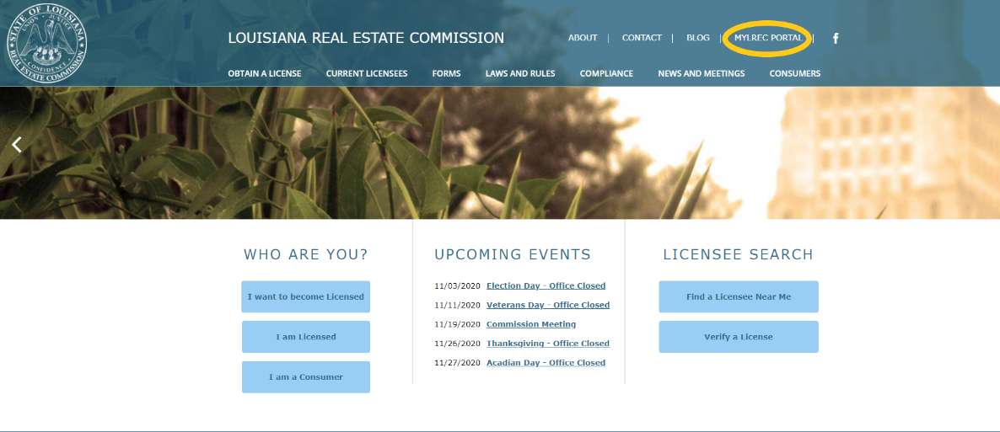 STATE OF LOUISIANA
UNION JUSTICE
CONFIDENCE
REAL ESTATE COMMISSION
LOUISIANA REAL ESTATE COMMISSION
ABOUT | CONTACT | BLOG | MYLREC PORTAL | f
OBTAIN A LICENSE CURRENT LICENSEES FORMS LAWS AND RULES COMPLIANCE NEWS AND MEETINGS CONSUMERS
WHO ARE YOU?
I want to become Licensed
I am Licensed
I am a Consumer
UPCOMING EVENTS
11/03/2020 Election Day - Office Closed
11/11/2020 Veterans Day - Office Closed
11/19/2020 Commission Meeting
11/26/2020 Thanksgiving - Office Closed
11/27/2020 Acadian Day - Office Closed
LICENSEE SEARCH
Find a Licensee Near Me
Verify a License